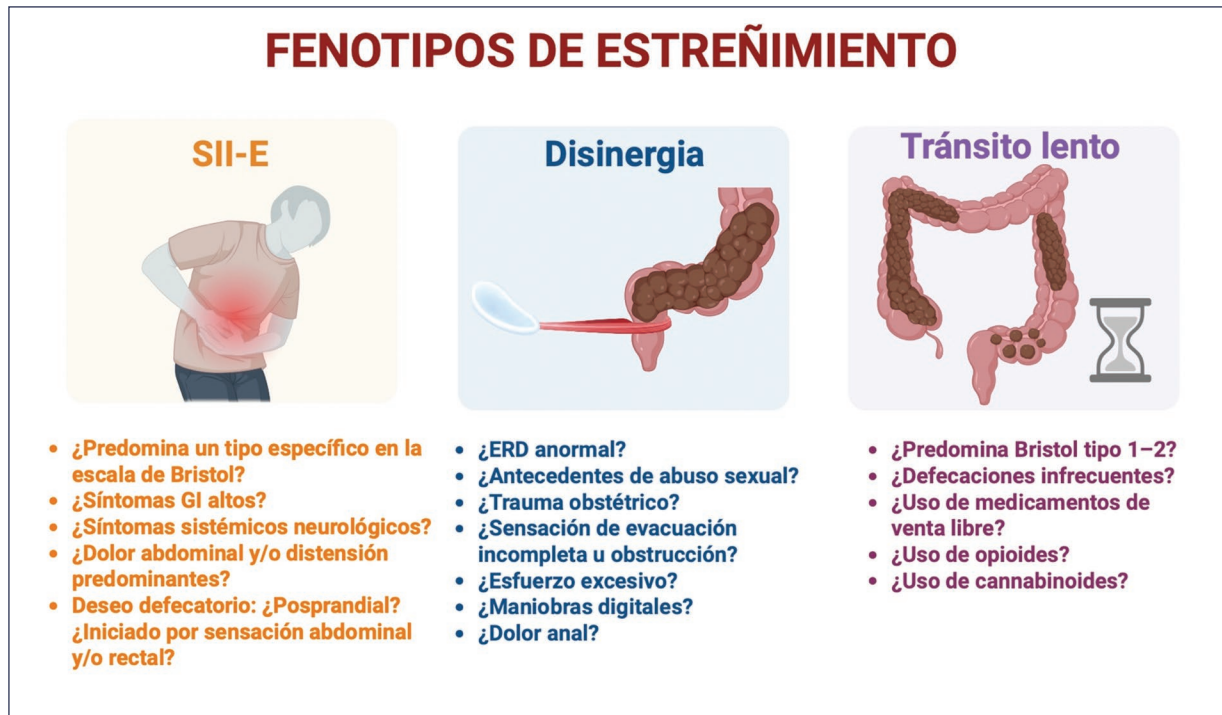 FENOTIPOS DE ESTREÑIMIENTO
SII-E
• ¿Predomina un tipo específico en la
escala de Bristol?
• ¿Síntomas GI altos?
• ¿Síntomas sistémicos neurológicos?
• ¿Dolor abdominal y/o distensión
predominantes?
• Deseo defecatorio: ¿Posprandial?
¿Iniciado por sensación abdominal
y/o rectal?
Disinergia
• ¿ERD anormal?
• ¿Antecedentes de abuso sexual?
• ¿Trauma obstétrico?
• ¿Sensación de evacuación
incompleta u obstrucción?
• ¿Esfuerzo excesivo?
• ¿Maniobras digitales?
• ¿Dolor anal?
Tránsito lento
• ¿Predomina Bristol tipo 1–2?
• ¿Defecaciones infrecuentes?
• ¿Uso de medicamentos de
venta libre?
• ¿Uso de opioides?
• ¿Uso de cannabinoides?